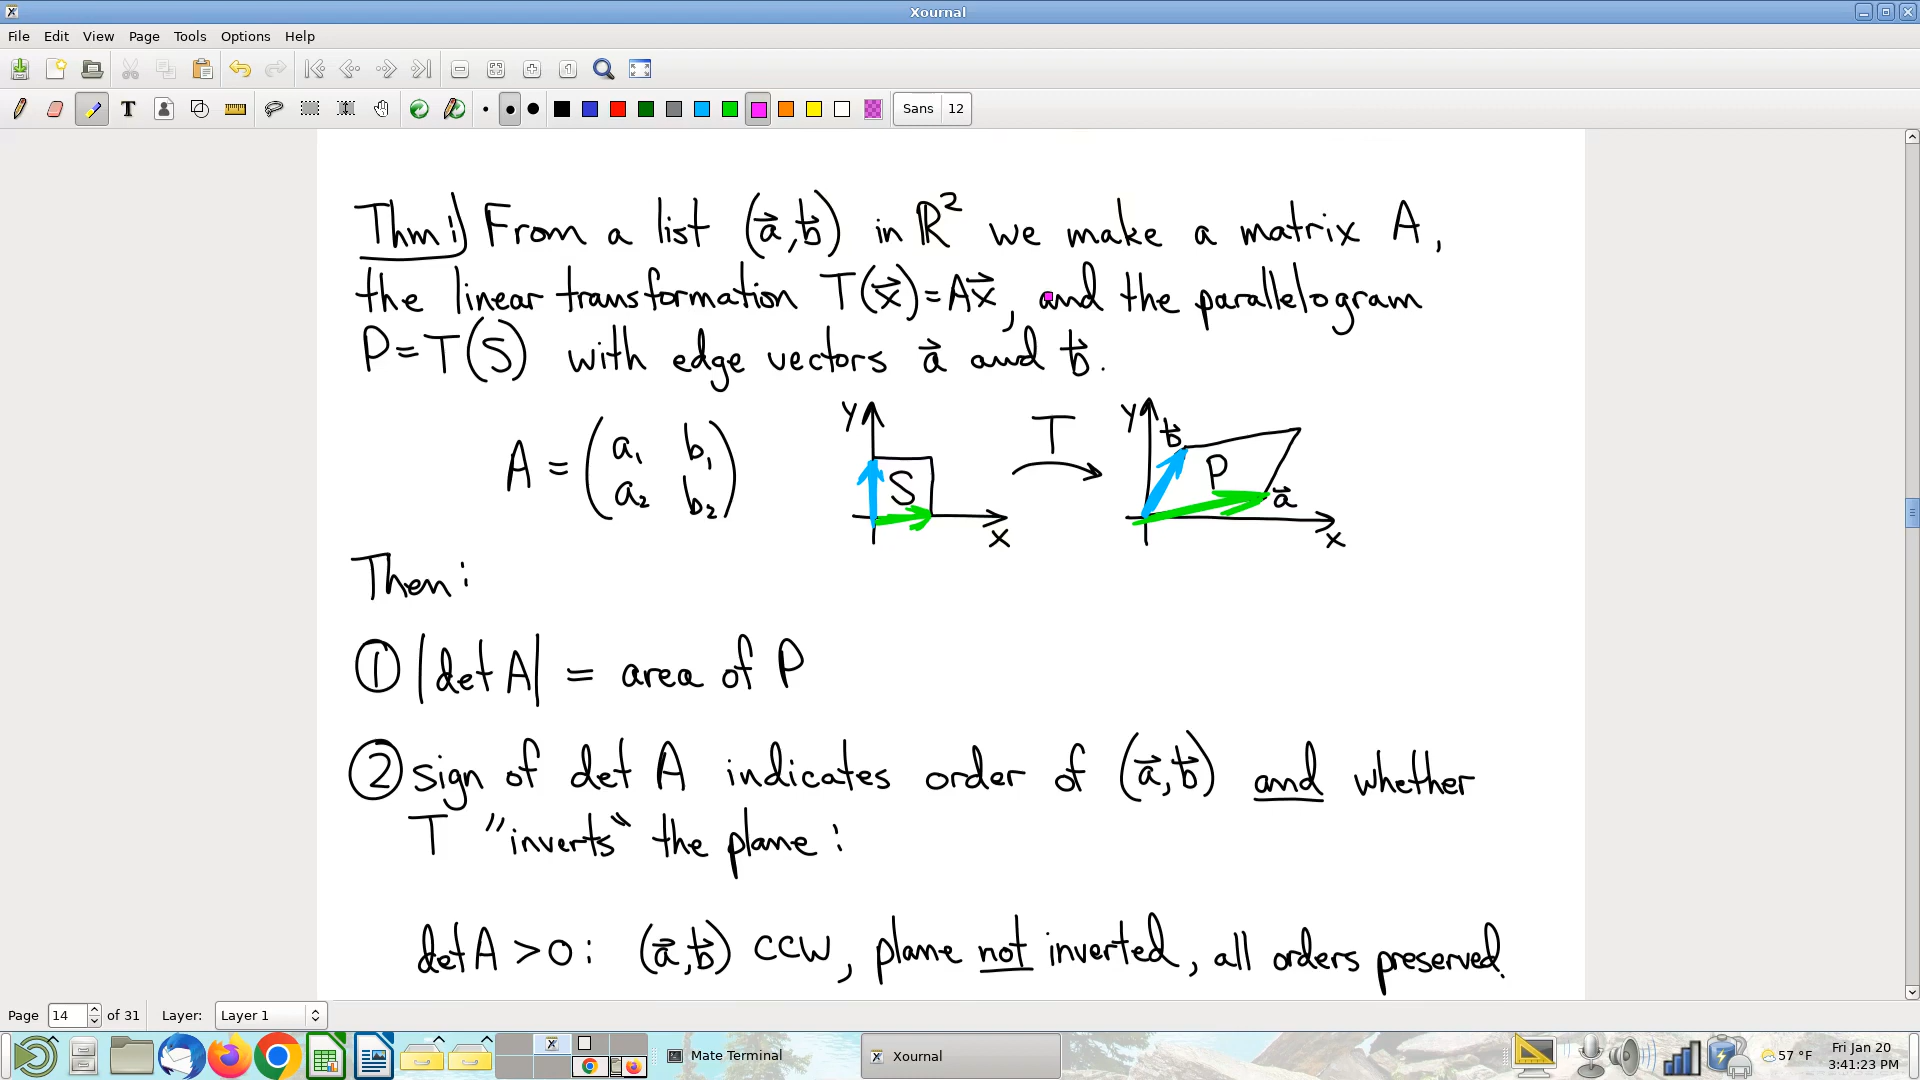 Xournal
File Edit View Page Tools Options Help
Sans 12
Thm: From a list (a⃗,b⃗) in ℝ² we make a matrix A,
the linear transformation T(x⃗)=Ax⃗, and the parallelogram
P=T(S) with edge vectors a⃗ and b⃗.
A = (a₁ b₁
a₂ b₂)
y S x
T
y b⃗ P a⃗ x
Then:
① |det A| = area of P
② sign of det A indicates order of (a⃗,b⃗) and whether
T "inverts" the plane:
det A >0: (a⃗,b⃗) CCW, plane not inverted, all orders preserved.
Page 14 of 31 Layer: Layer 1
Mate Terminal
Xournal
57 °F
Fri Jan 20
3:41:23 PM